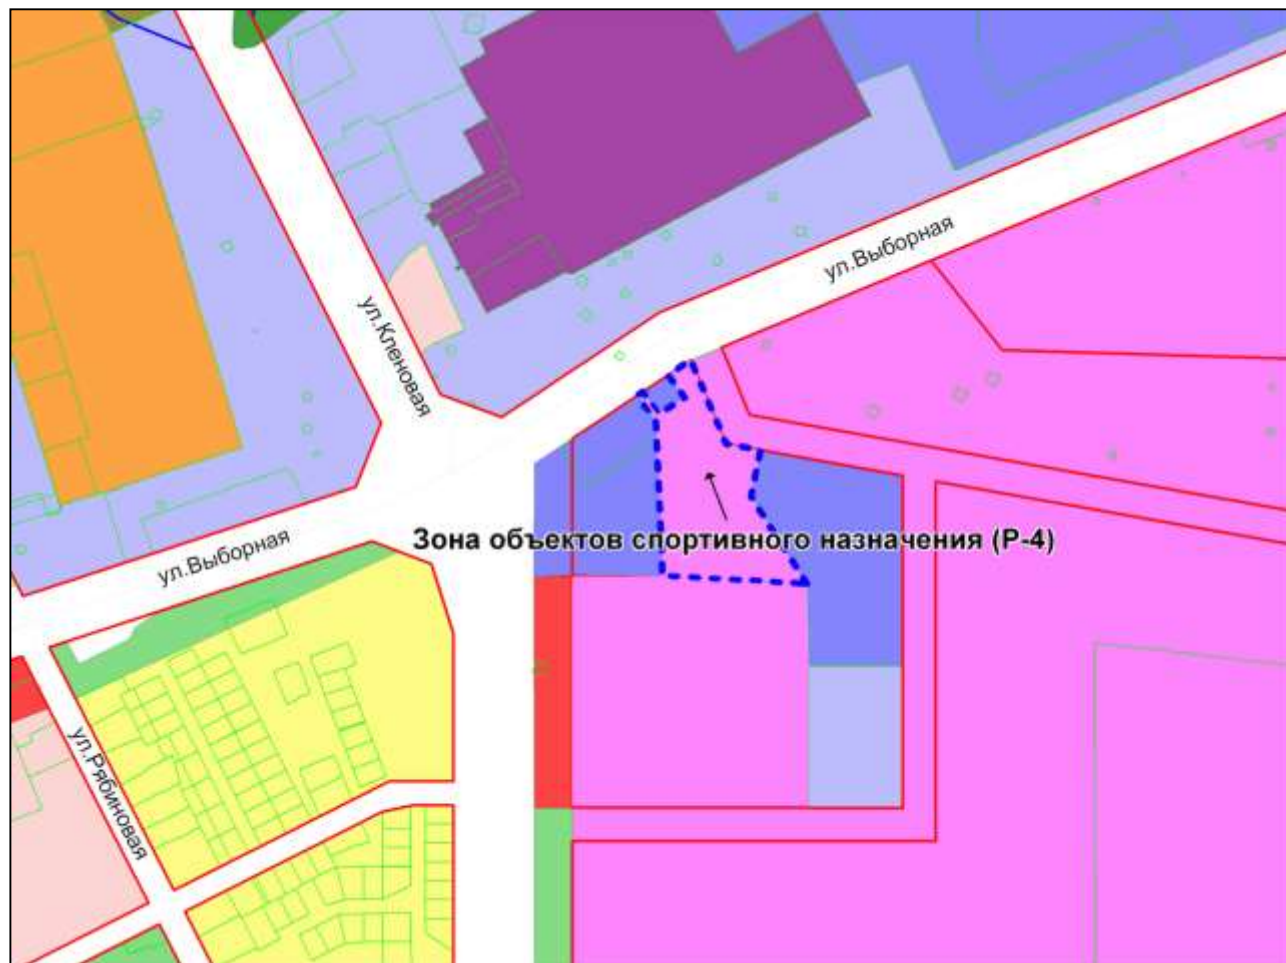 ул.Выборная
ул.Кленовая
Зона объектов спортивного назначения (Р-4)
ул.Выборная
ул.Рябиновая